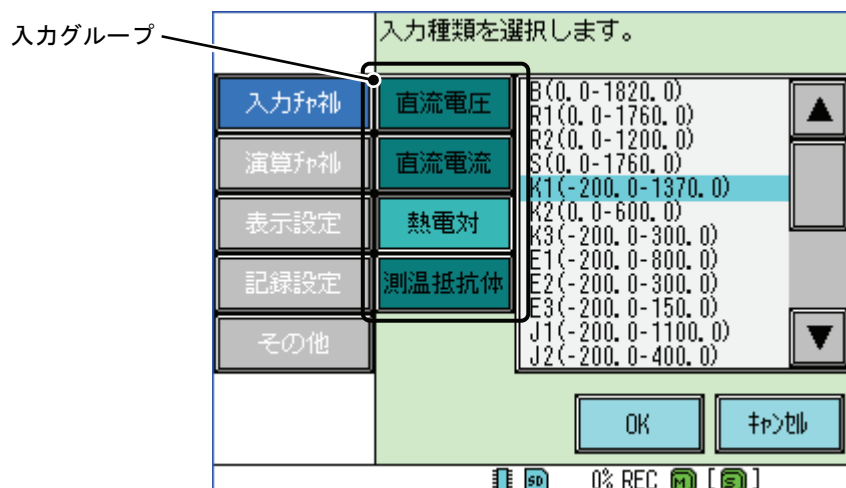 入力グループ
入力種類を選択します。
入力ﾁｬﾈﾙ
演算ﾁｬﾈﾙ
表示設定
記録設定
その他
直流電圧
直流電流
熱電対
測温抵抗体
B(0.0-1820.0)
R1(0.0-1760.0)
R2(0.0-1200.0)
S(0.0-1760.0)
K1(-200.0-1370.0)
K2(0.0-600.0)
K3(-200.0-300.0)
E1(-200.0-800.0)
E2(-200.0-300.0)
E3(-200.0-150.0)
J1(-200.0-1100.0)
J2(-200.0-400.0)
OK
ｷｬﾝｾﾙ
SD 0% REC M [S]